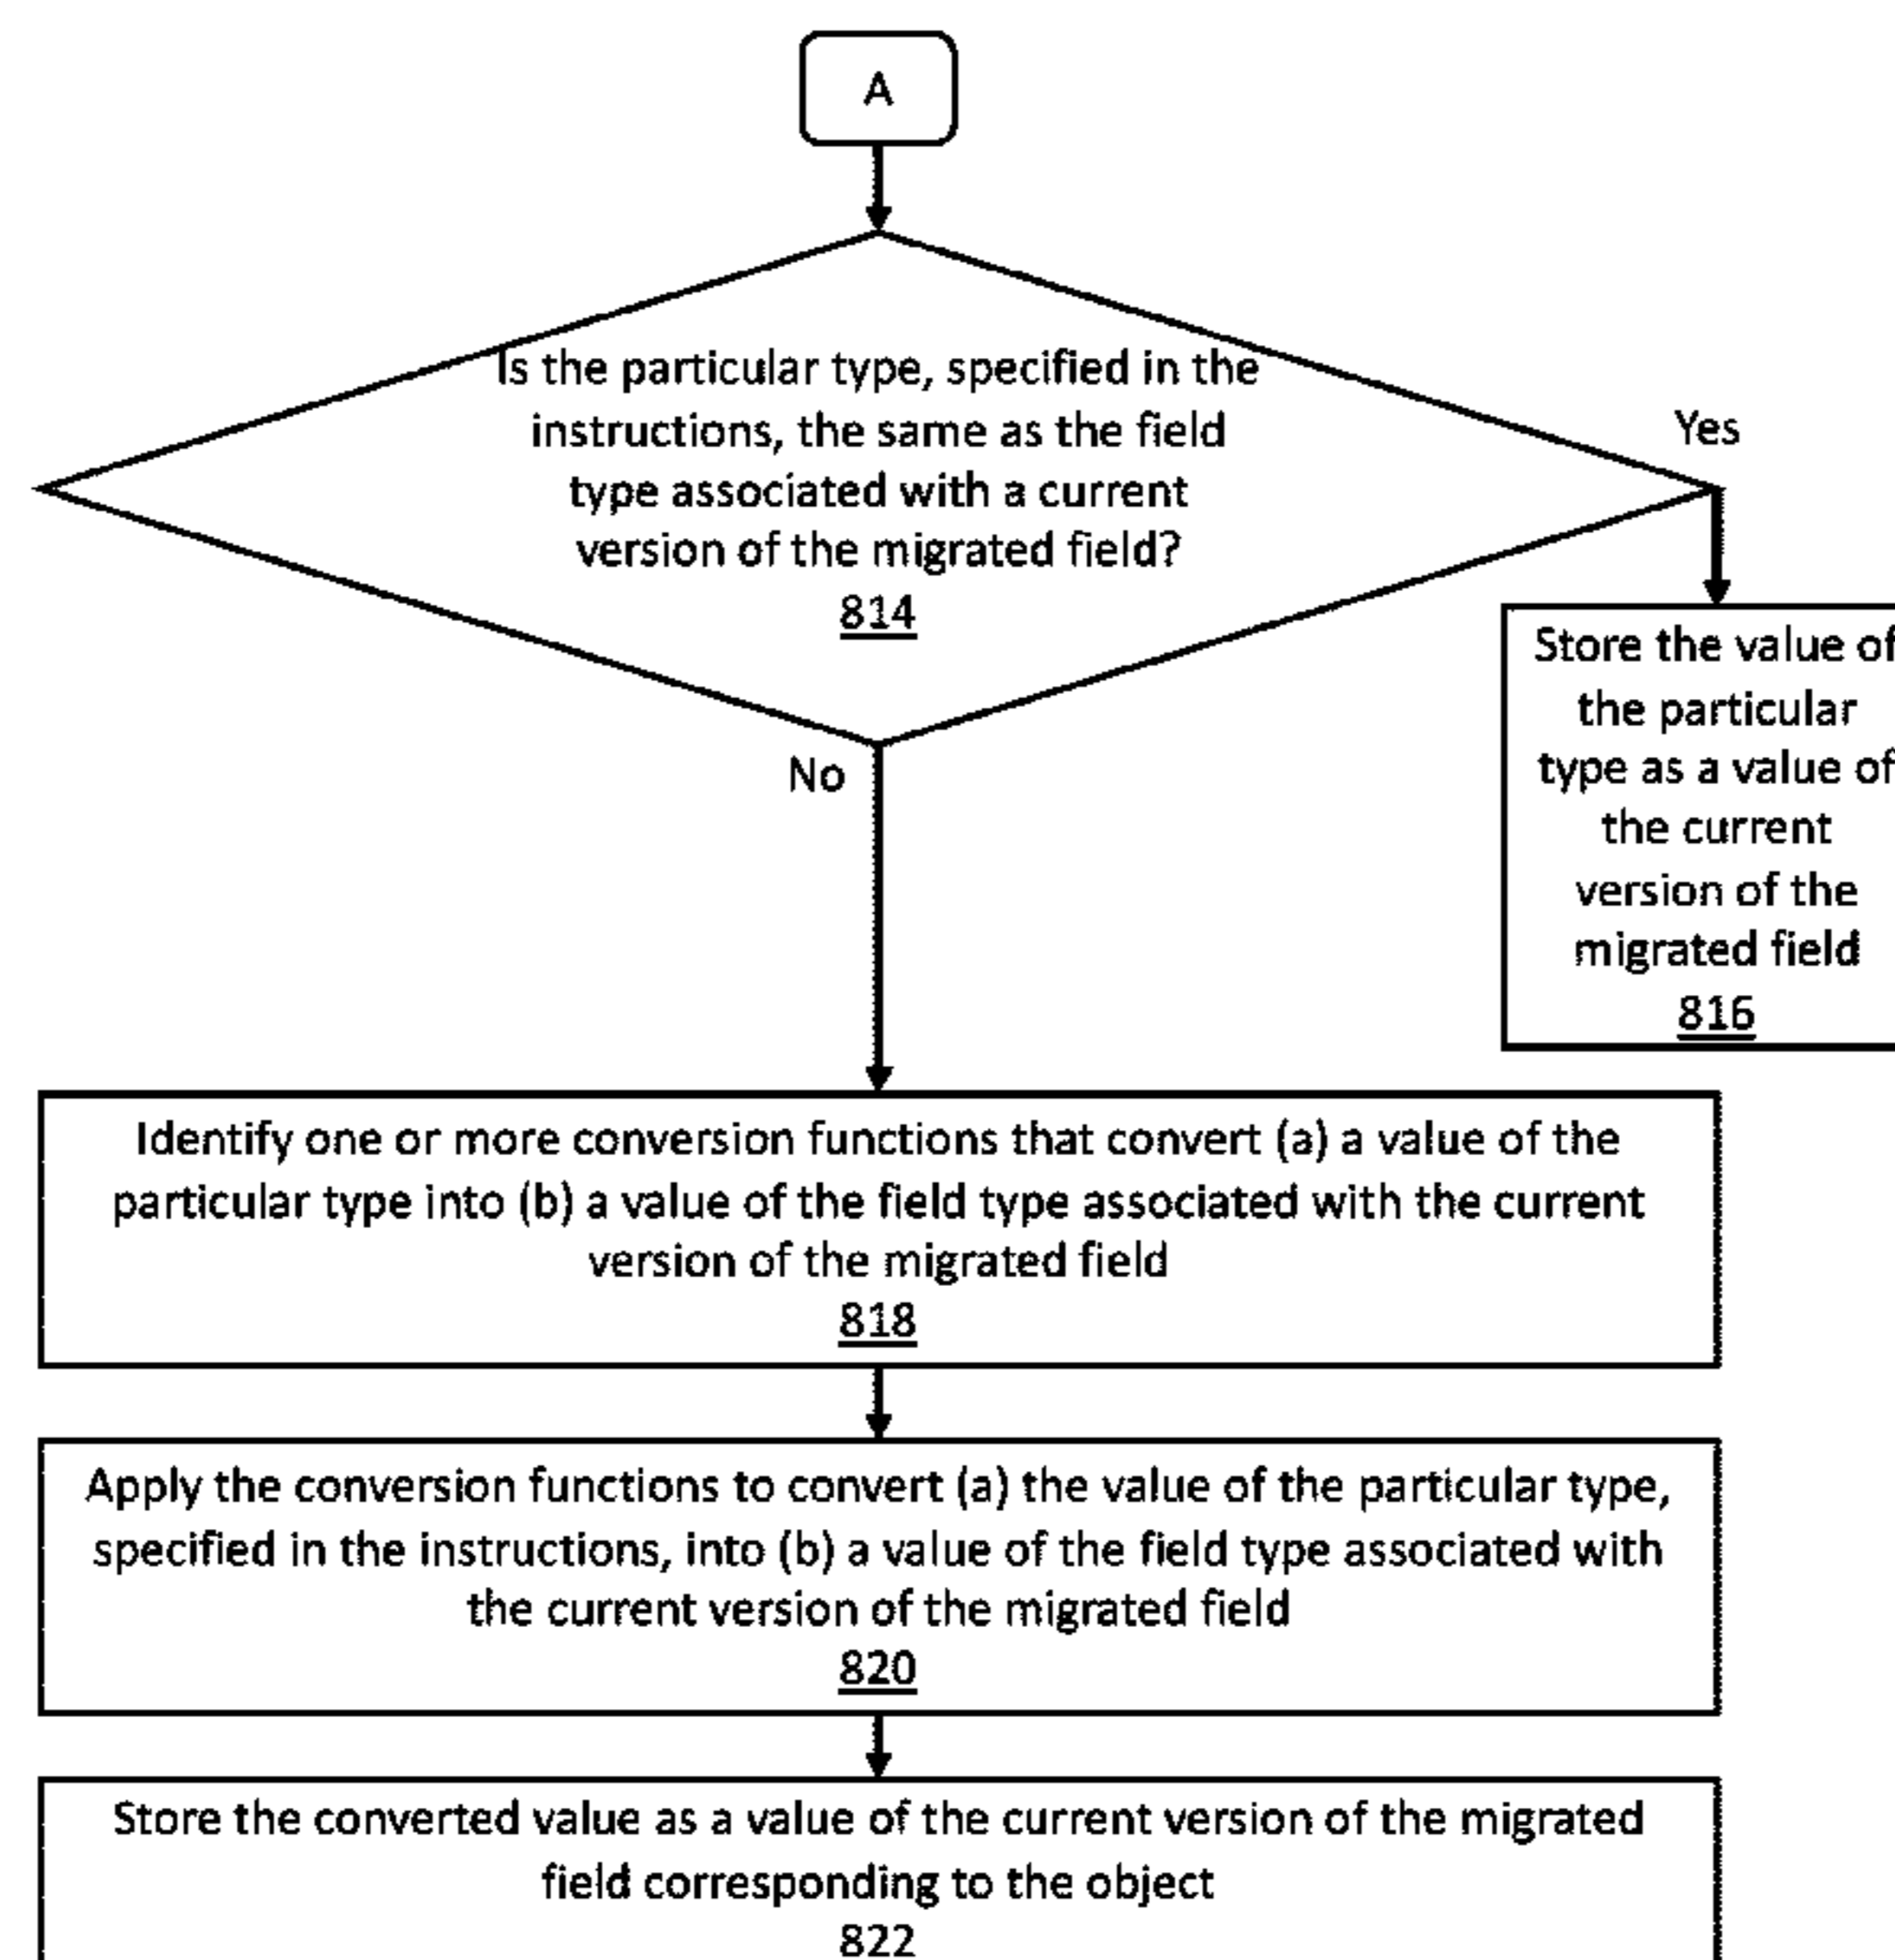 A
Is the particular type, specified in the
instructions, the same as the field
type associated with a current
version of the migrated field?
814
Yes
No
Store the value of
the particular
type as a value of
the current
version of the
migrated field
816
Identify one or more conversion functions that convert (a) a value of the
particular type into (b) a value of the field type associated with the current
version of the migrated field
818
Apply the conversion functions to convert (a) the value of the particular type,
specified in the instructions, into (b) a value of the field type associated with
the current version of the migrated field
820
Store the converted value as a value of the current version of the migrated
field corresponding to the object
822